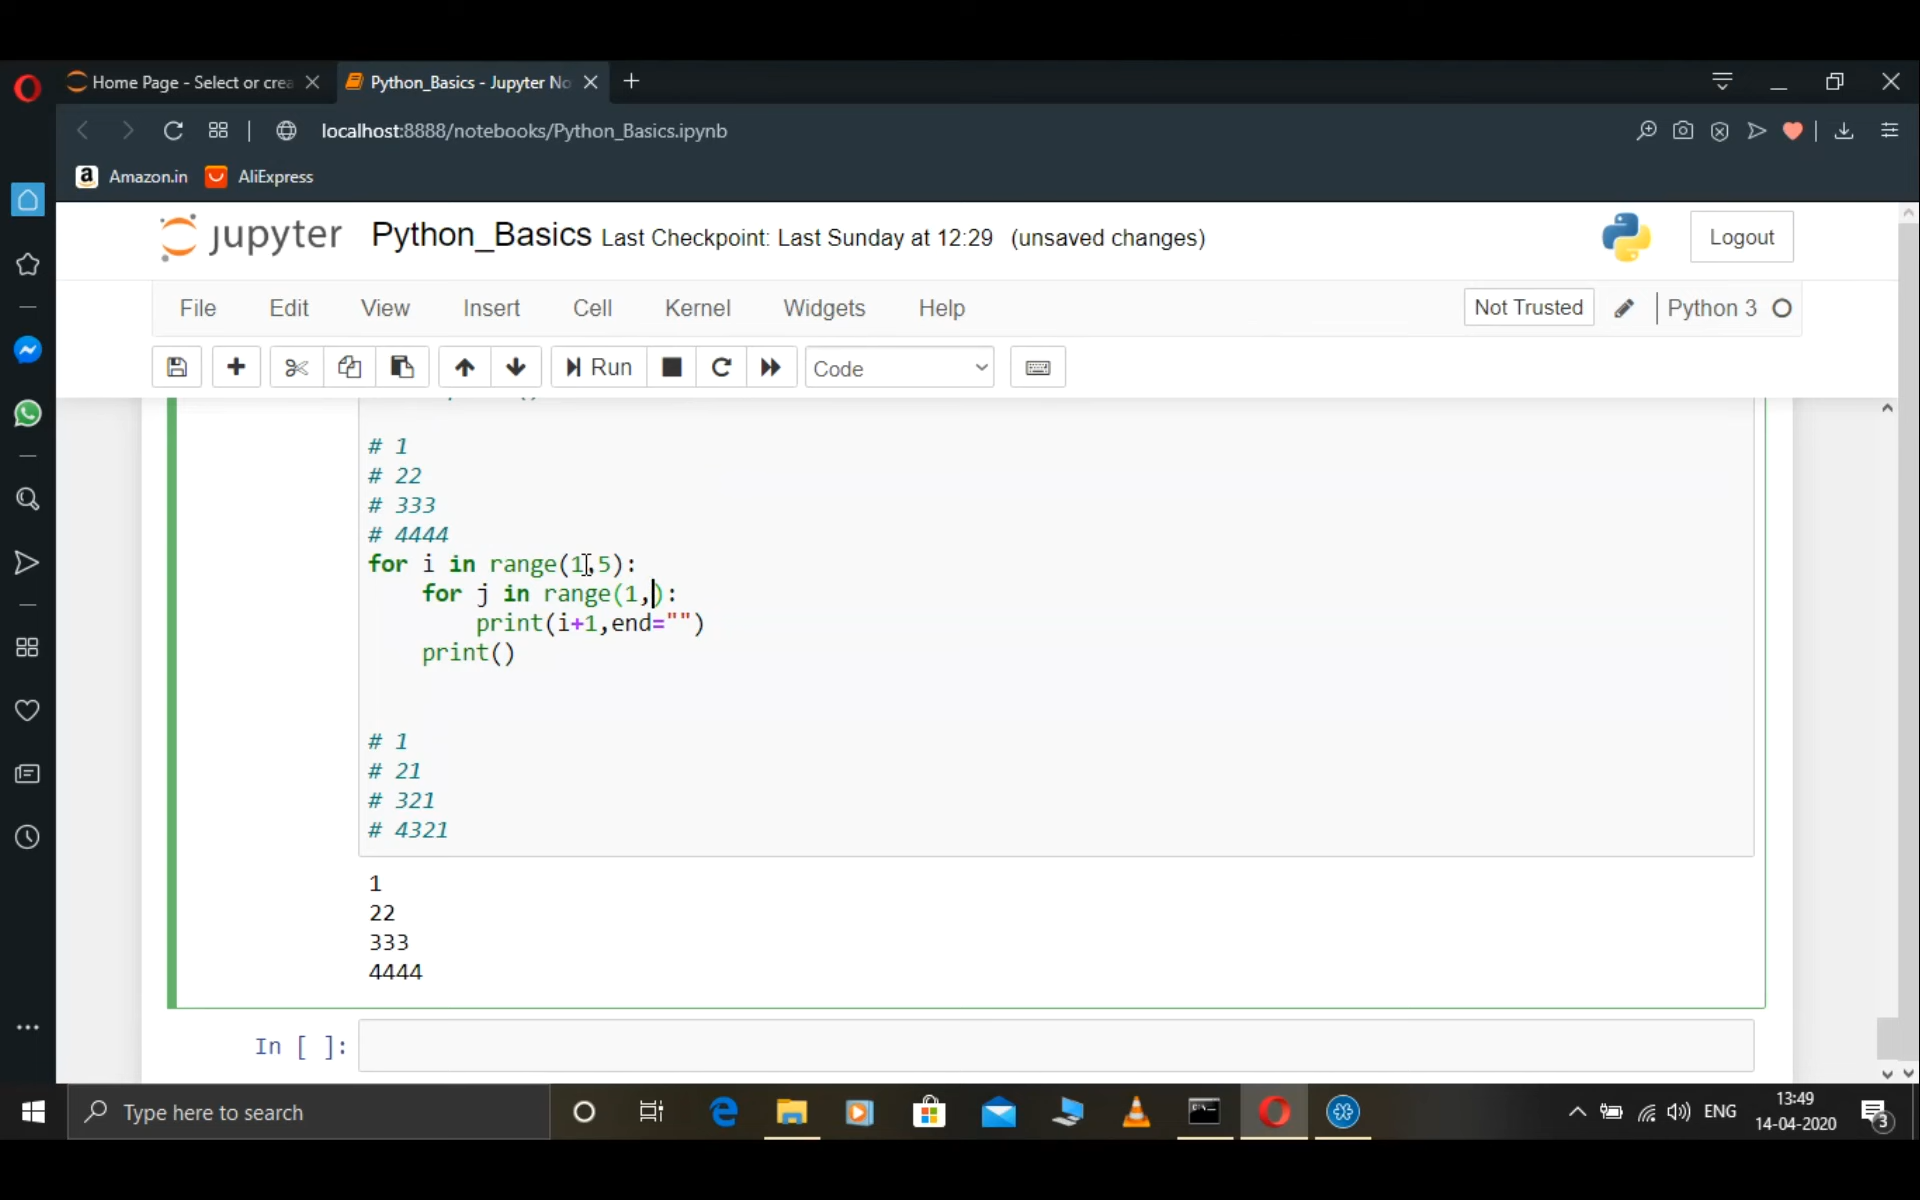 Home Page - Select or crea
Python_Basics - Jupyter No
localhost:8888/notebooks/Python_Basics.ipynb
Amazon.in
AliExpress
jupyter
Python_Basics Last Checkpoint: Last Sunday at 12:29 (unsaved changes)
Logout
File Edit View Insert Cell Kernel Widgets Help
Not Trusted
Python 3
Run
Code
# 1
# 22
# 333
# 4444
for i in range(1,5):
    for j in range(1,):
        print(i+1,end="")
    print()
# 1
# 21
# 321
# 4321
1
22
333
4444
In [ ]:
Type here to search
ENG
13:49
14-04-2020
3